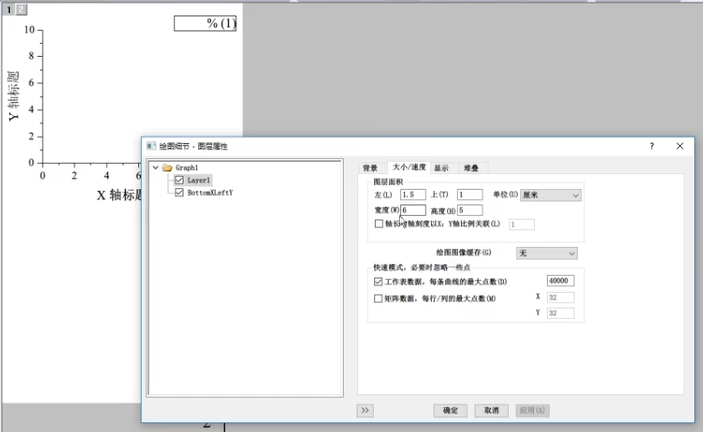 1 2
% (1)
10
8
6
4
2
0
Y 轴标题
0 2 4 6
X 轴标题
绘图细节 - 图层属性
? ×
Graph1
Layer1
BottomXLeftY
背景 大小/速度 显示 堆叠
图层面积
左(L) 1.5 上(T) 1 单位(U) 厘米
宽度(W) 6 高度(H) 5
轴长与轴刻度以X: Y轴比例关联(L) 1
绘图图像缓存(G) 无
快速模式，必要时忽略一些点
工作表数据，每条曲线的最大点数(D) 40000
矩阵数据，每行/列的最大点数(M) X 32
Y 32
>> 确定 取消 应用(A)
2